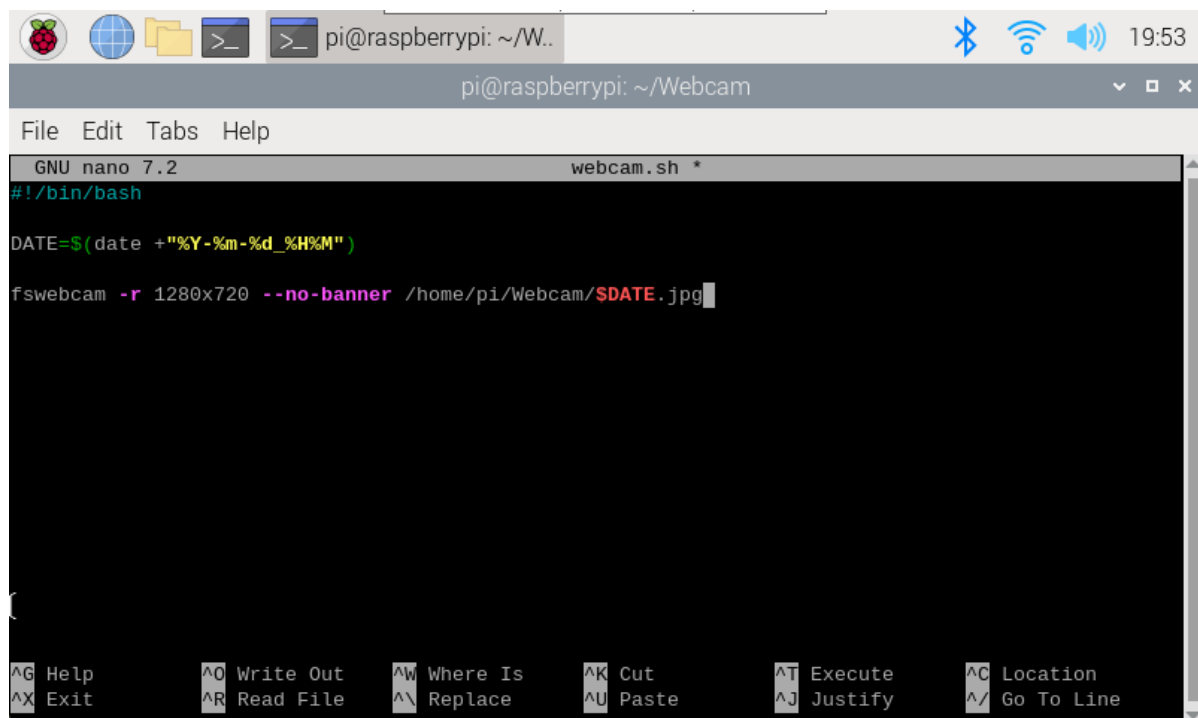 pi@raspberrypi: ~/W..
19:53
pi@raspberrypi: ~/Webcam
File Edit Tabs Help
GNU nano 7.2 webcam.sh *
#!/bin/bash
DATE=$(date +"%Y-%m-%d_%H%M")
fswebcam -r 1280x720 --no-banner /home/pi/Webcam/$DATE.jpg
[
^G Help ^O Write Out ^W Where Is ^K Cut ^T Execute ^C Location
^X Exit ^R Read File ^\ Replace ^U Paste ^J Justify ^/ Go To Line